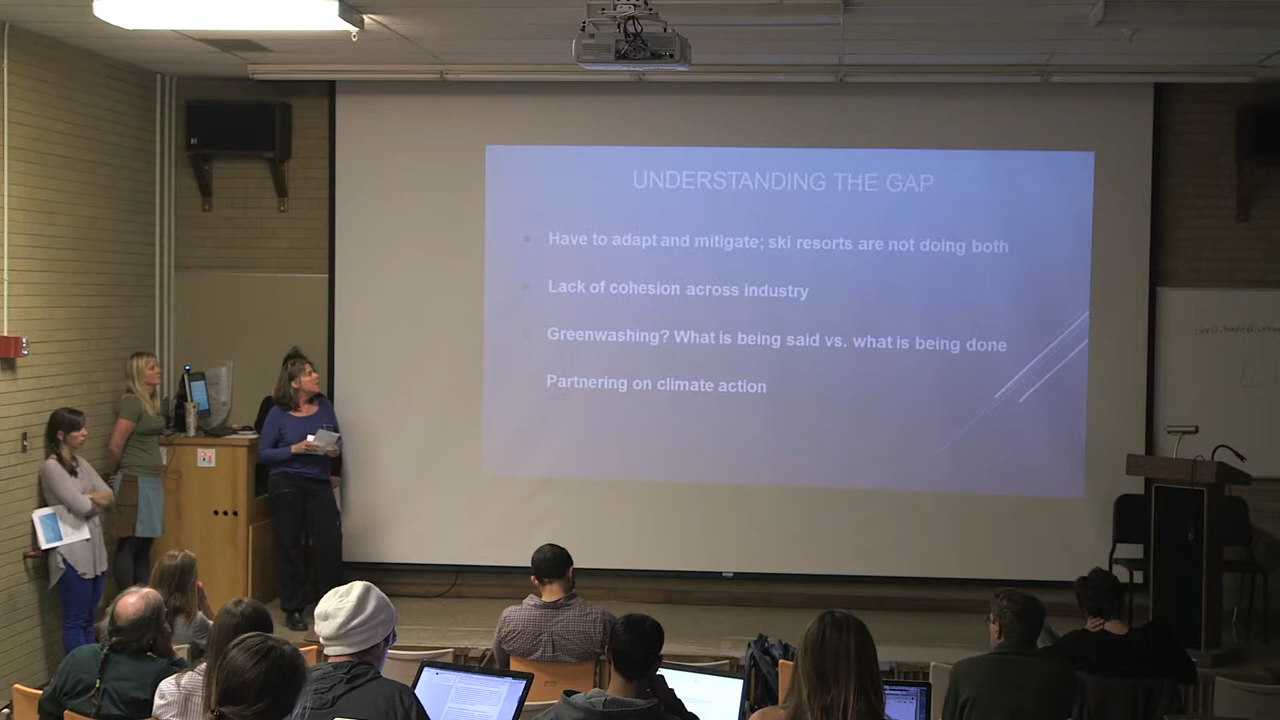 UNDERSTANDING THE GAP
Have to adapt and mitigate; ski resorts are not doing both
Lack of cohesion across industry
Greenwashing? What is being said vs. what is being done
Partnering on climate action